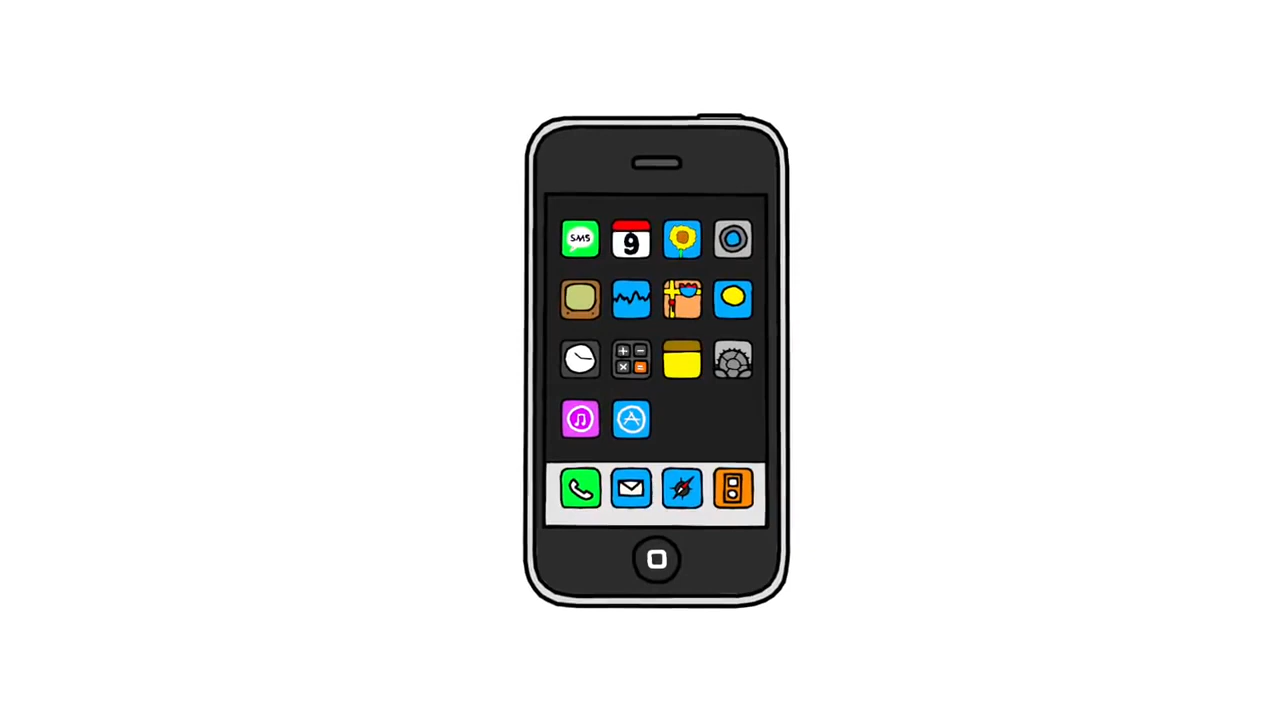 SMS
9
+ −
× =